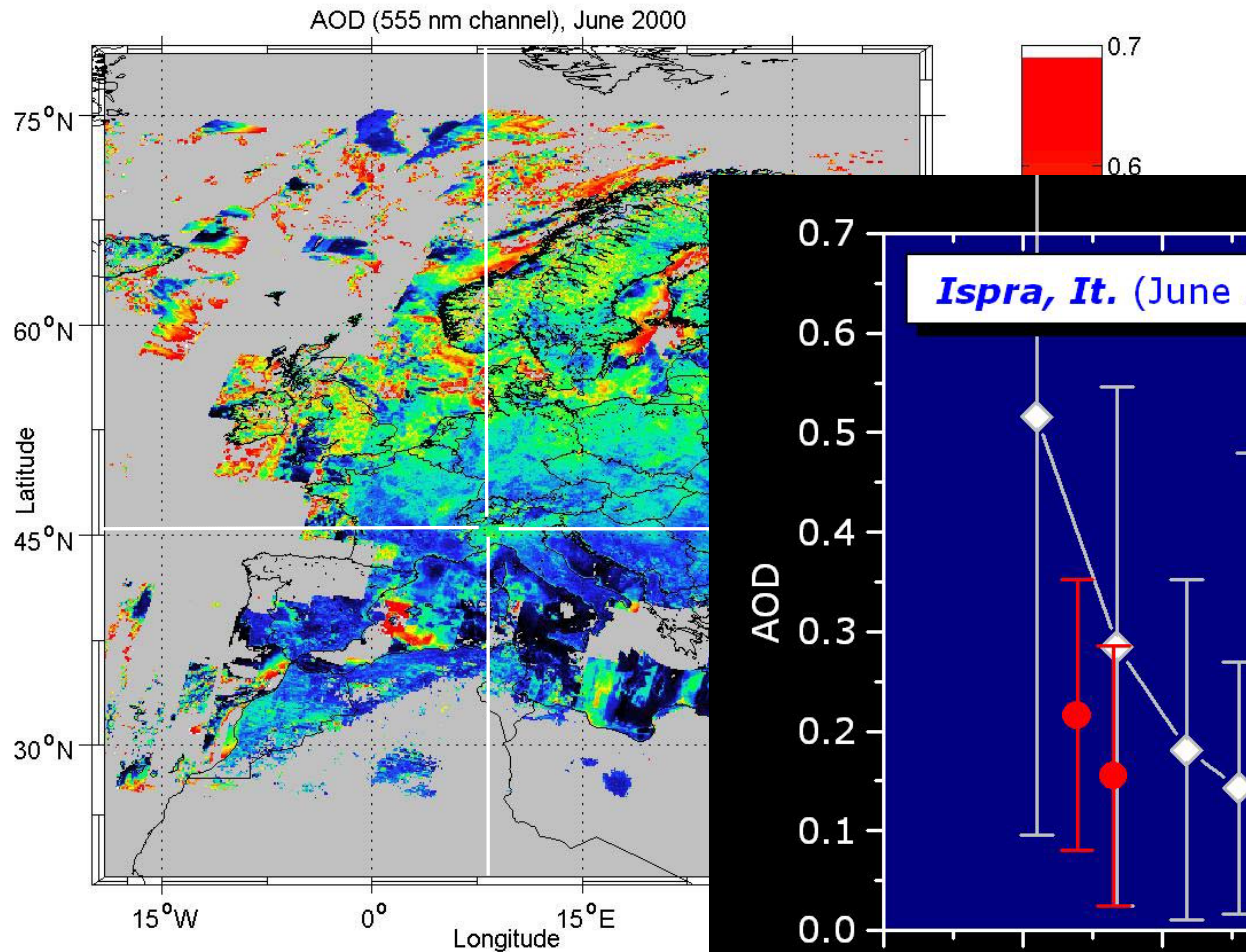 AOD (555 nm channel), June 2000
0.7
0.6
75°N
60°N
45°N
30°N
Latitude
15°W
0°
15°E
Longitude
0.7
0.6
0.5
0.4
0.3
0.2
0.1
0.0
AOD
Ispra, It. (June